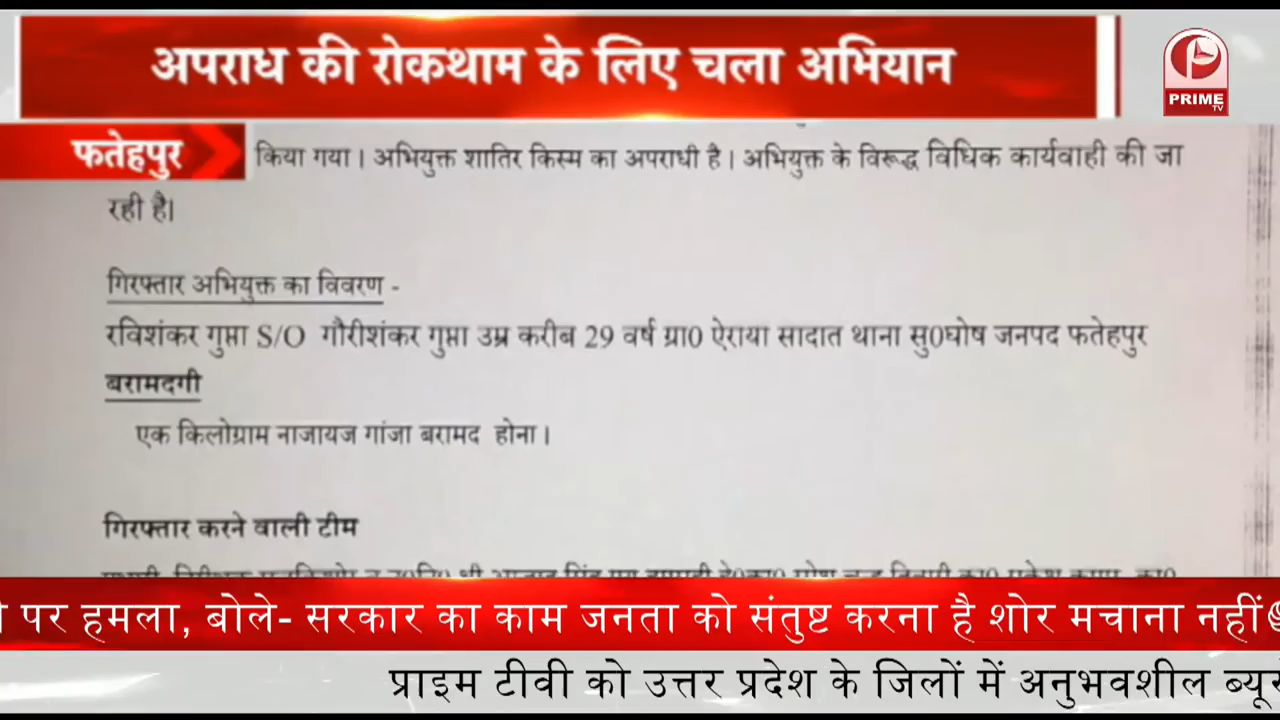 अपराध की रोकथाम के लिए चला अभियान
PRIME
TV
फतेहपुर
किया गया । अभियुक्त शातिर किस्म का अपराधी है । अभियुक्त के विरूद्ध विधिक कार्यवाही की जा
रही है।
गिरफ्तार अभियुक्त का विवरण -
रविशंकर गुप्ता S/O गौरीशंकर गुप्ता उम्र करीब 29 वर्ष ग्रा0 ऐराया सादात थाना सु0घोष जनपद फतेहपुर
बरामदगी
एक किलोग्राम नाजायज गांजा बरामद होना ।
गिरफ्तार करने वाली टीम
पर हमला, बोले- सरकार का काम जनता को संतुष्ट करना है शोर मचाना नहीं
प्राइम टीवी को उत्तर प्रदेश के जिलों में अनुभवशील